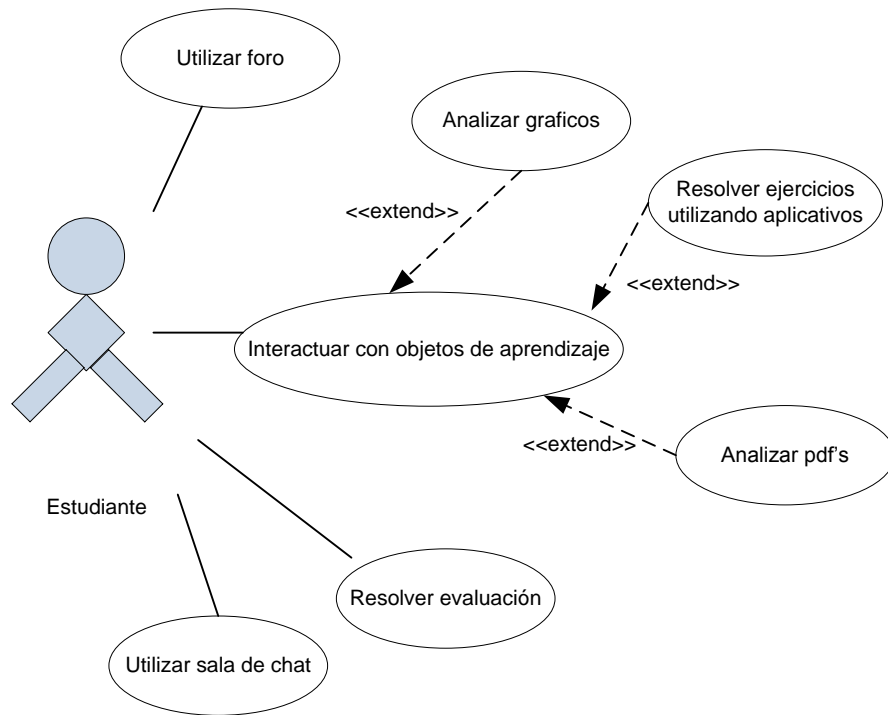 Utilizar foro
Analizar graficos
Resolver ejercicios
utilizando aplicativos
<<extend>>
<<extend>>
Interactuar con objetos de aprendizaje
<<extend>>
Analizar pdf's
Estudiante
Resolver evaluación
Utilizar sala de chat